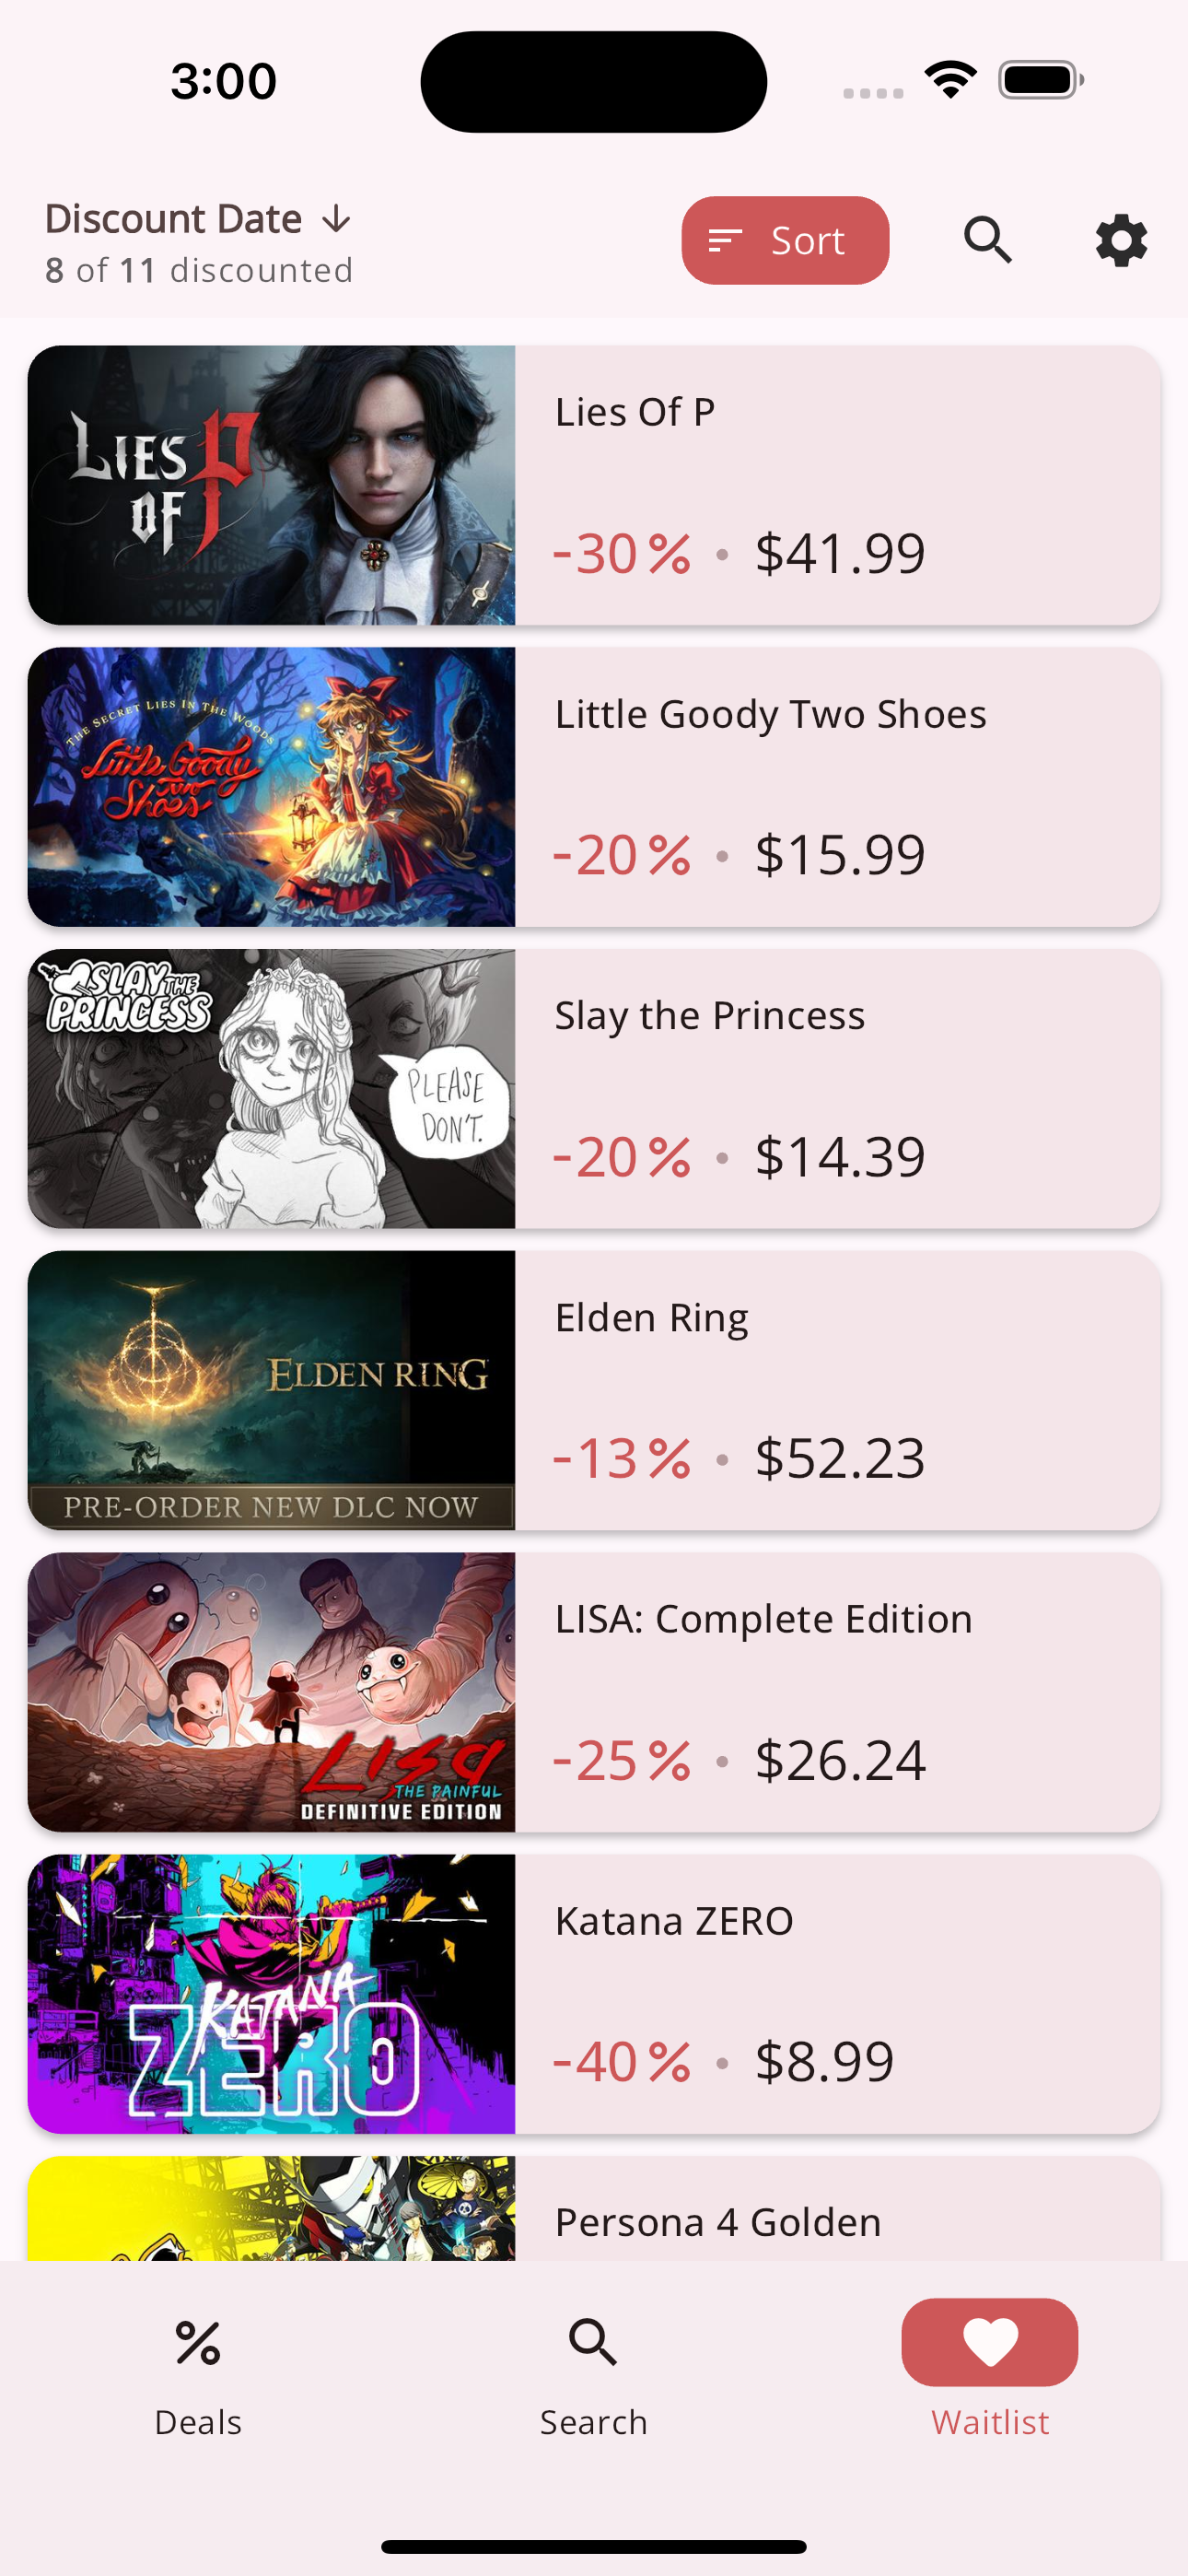 3:00
Discount Date ↓
8 of 11 discounted
Sort
LIES OF P
Lies Of P
-30% • $41.99
THE SECRET LIES IN THE WOODS
Little Goody Two Shoes
Little Goody Two Shoes
-20% • $15.99
SLAY THE PRINCESS
PLEASE DON'T.
Slay the Princess
-20% • $14.39
ELDEN RING
PRE-ORDER NEW DLC NOW
Elden Ring
-13% • $52.23
LISA
THE PAINFUL
DEFINITIVE EDITION
LISA: Complete Edition
-25% • $26.24
KATANA ZERO
Katana ZERO
-40% • $8.99
Persona 4 Golden
Deals
Search
Waitlist